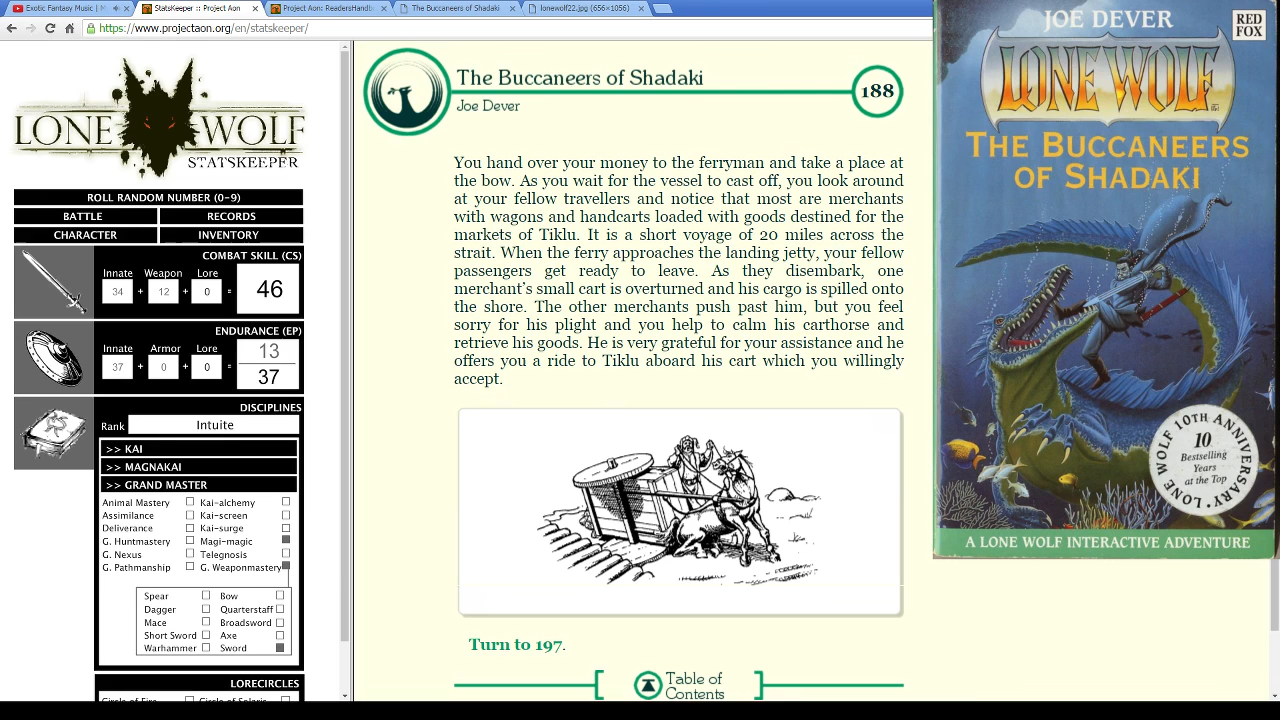 Exotic Fantasy Music | M
StatsKeeper :: Project Aon
Project Aon: ReadersHandb
The Buccaneers of Shadaki
lonewolf22.jpg (656×1056)
https://www.projectaon.org/en/statskeeper/
LONE WOLF
STATSKEEPER
ROLL RANDOM NUMBER (0-9)
BATTLE RECORDS
CHARACTER INVENTORY
COMBAT SKILL (CS)
Innate Weapon Lore
34 + 12 + 0 = 46
ENDURANCE (EP)
Innate Armor Lore
37 + 0 + 0 = 13
37
DISCIPLINES
Rank Intuite
>> KAI
>> MAGNAKAI
>> GRAND MASTER
Animal Mastery Kai-alchemy
Assimilance Kai-screen
Deliverance Kai-surge
G. Huntmastery Magi-magic
G. Nexus Telegnosis
G. Pathmanship G. Weaponmastery
Spear Bow
Dagger Quarterstaff
Mace Broadsword
Short Sword Axe
Warhammer Sword
LORECIRCLES
Circle of Fire Circle of Solaris
The Buccaneers of Shadaki
Joe Dever
188
You hand over your money to the ferryman and take a place at
the bow. As you wait for the vessel to cast off, you look around
at your fellow travellers and notice that most are merchants
with wagons and handcarts loaded with goods destined for the
markets of Tiklu. It is a short voyage of 20 miles across the
strait. When the ferry approaches the landing jetty, your fellow
passengers get ready to leave. As they disembark, one
merchant's small cart is overturned and his cargo is spilled onto
the shore. The other merchants push past him, but you feel
sorry for his plight and you help to calm his carthorse and
retrieve his goods. He is very grateful for your assistance and he
offers you a ride to Tiklu aboard his cart which you willingly
accept.
Turn to 197.
Table of
Contents
JOE DEVER
RED
FOX
LONE WOLF
THE BUCCANEERS
OF SHADAKI
LONE WOLF 10TH ANNIVERSARY
10
Bestselling
Years
at the Top
A LONE WOLF INTERACTIVE ADVENTURE